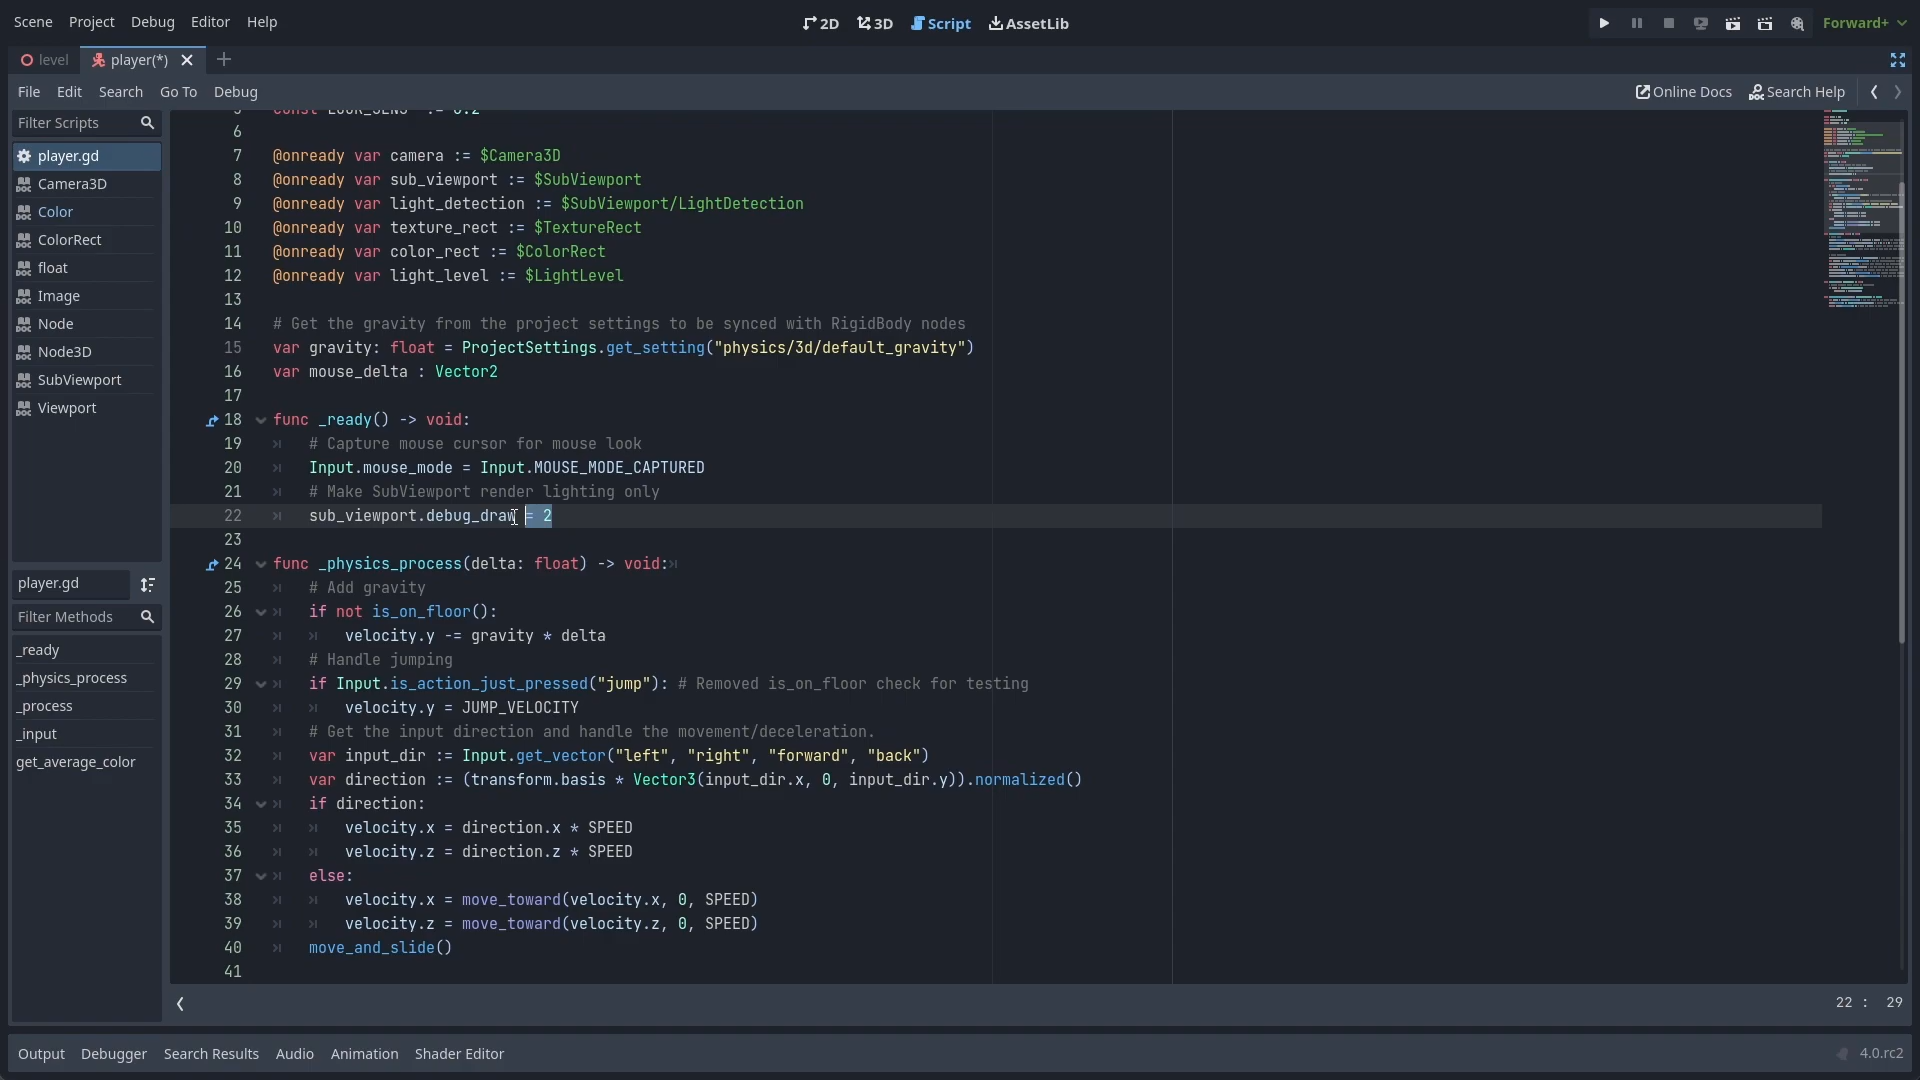 Scene Project Debug Editor Help
2D 3D Script AssetLib
Forward+
level player(*)
File Edit Search Go To Debug
Online Docs Search Help
Filter Scripts
player.gd
Camera3D
Color
ColorRect
float
Image
Node
Node3D
SubViewport
Viewport
player.gd
Filter Methods
_ready
_physics_process
_process
_input
get_average_color
5 const LOOK_SENS := 0.2
6
7 @onready var camera := $Camera3D
8 @onready var sub_viewport := $SubViewport
9 @onready var light_detection := $SubViewport/LightDetection
10 @onready var texture_rect := $TextureRect
11 @onready var color_rect := $ColorRect
12 @onready var light_level := $LightLevel
13
14 # Get the gravity from the project settings to be synced with RigidBody nodes
15 var gravity: float = ProjectSettings.get_setting("physics/3d/default_gravity")
16 var mouse_delta : Vector2
17
18 func _ready() -> void:
19 # Capture mouse cursor for mouse look
20 Input.mouse_mode = Input.MOUSE_MODE_CAPTURED
21 # Make SubViewport render lighting only
22 sub_viewport.debug_draw = 2
23
24 func _physics_process(delta: float) -> void:
25 # Add gravity
26 if not is_on_floor():
27 velocity.y -= gravity * delta
28 # Handle jumping
29 if Input.is_action_just_pressed("jump"): # Removed is_on_floor check for testing
30 velocity.y = JUMP_VELOCITY
31 # Get the input direction and handle the movement/deceleration.
32 var input_dir := Input.get_vector("left", "right", "forward", "back")
33 var direction := (transform.basis * Vector3(input_dir.x, 0, input_dir.y)).normalized()
34 if direction:
35 velocity.x = direction.x * SPEED
36 velocity.z = direction.z * SPEED
37 else:
38 velocity.x = move_toward(velocity.x, 0, SPEED)
39 velocity.z = move_toward(velocity.z, 0, SPEED)
40 move_and_slide()
41
22 : 29
Output Debugger Search Results Audio Animation Shader Editor
4.0.rc2